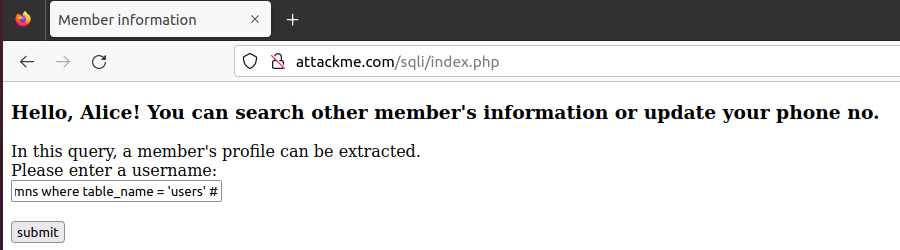 Member information
attackme.com/sqli/index.php
Hello, Alice! You can search other member's information or update your phone no.
In this query, a member's profile can be extracted.
Please enter a username:
mns where table_name = 'users' #
submit